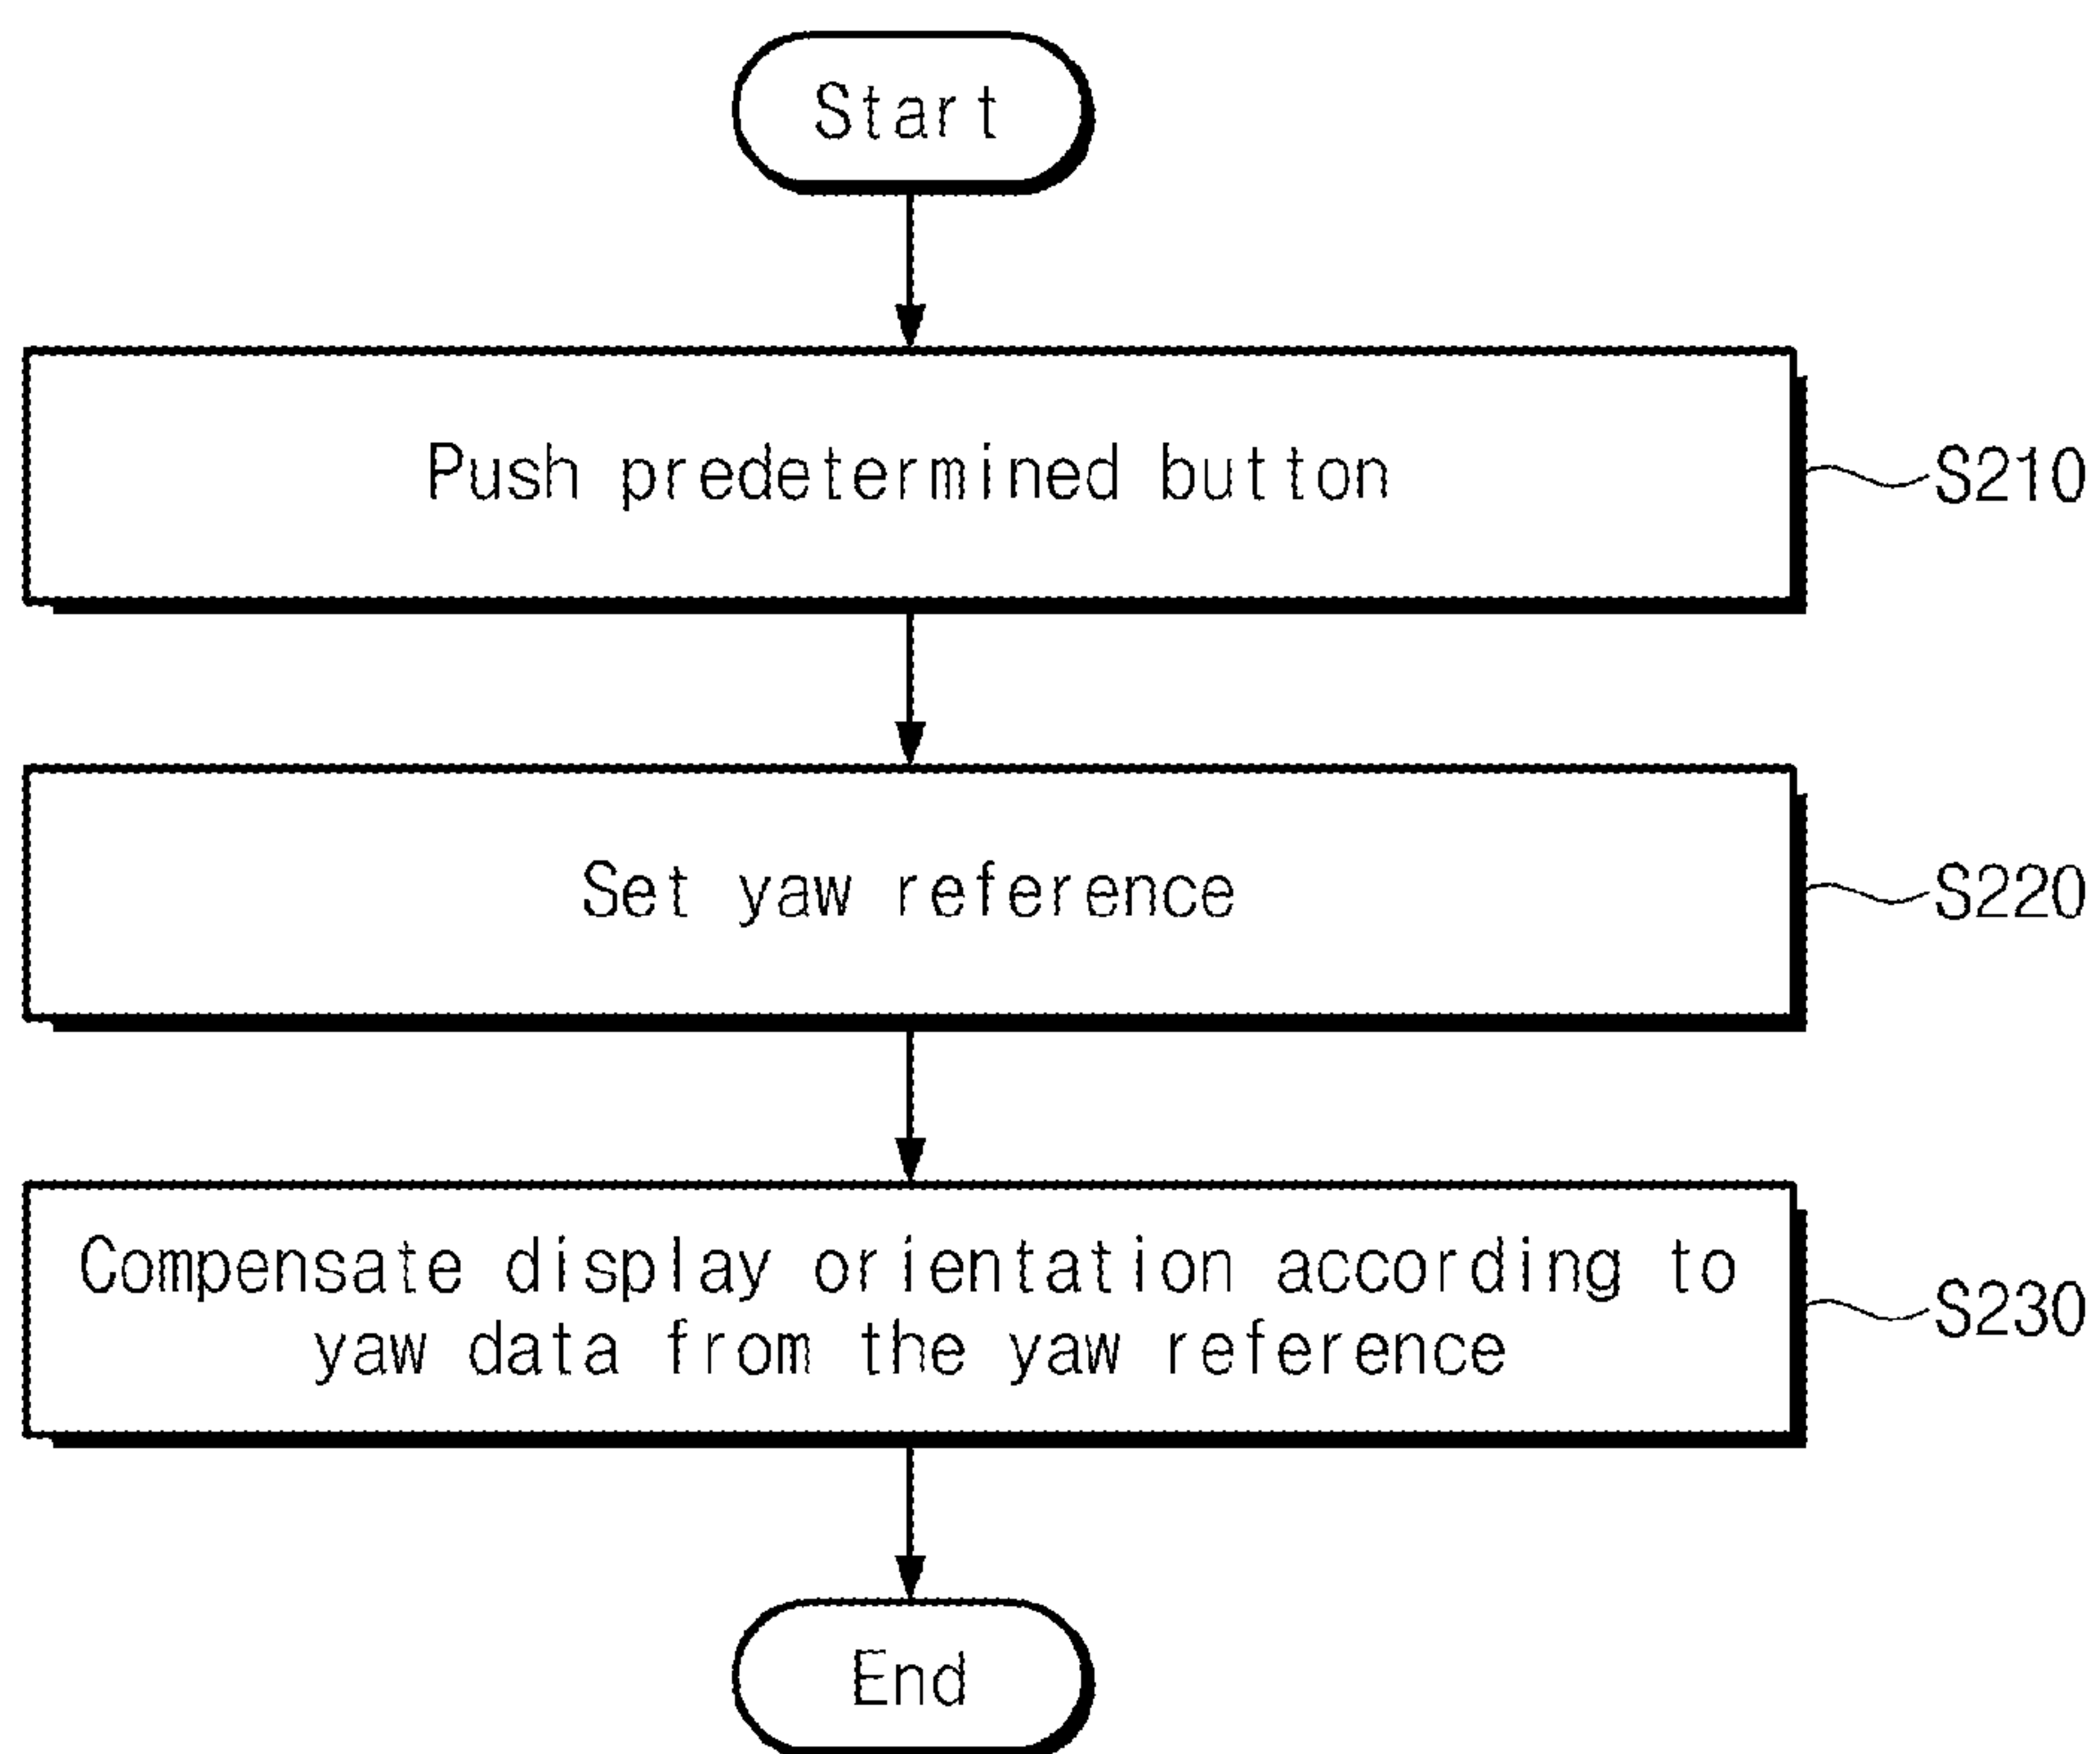 Start
Push predetermined button
S210
Set yaw reference
S220
Compensate display orientation according to
yaw data from the yaw reference
S230
End